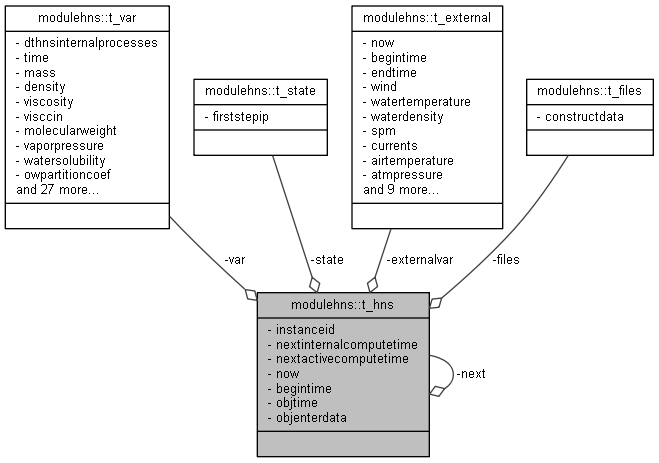 modulehns::t_var
- dthnsinternalprocesses
- time
- mass
- density
- viscosity
- visccin
- molecularweight
- vaporpressure
- watersolubility
- owpartitioncoef
and 27 more...
modulehns::t_state
- firststepip
modulehns::t_external
- now
- begintime
- endtime
- wind
- watertemperature
- waterdensity
- spm
- currents
- airtemperature
- atmpressure
and 9 more...
modulehns::t_files
- constructdata
-var
-state
-externalvar
-files
modulehns::t_hns
- instanceid
- nextinternalcomputetime
- nextactivecomputetime
- now
- begintime
- objtime
- objenterdata
-next